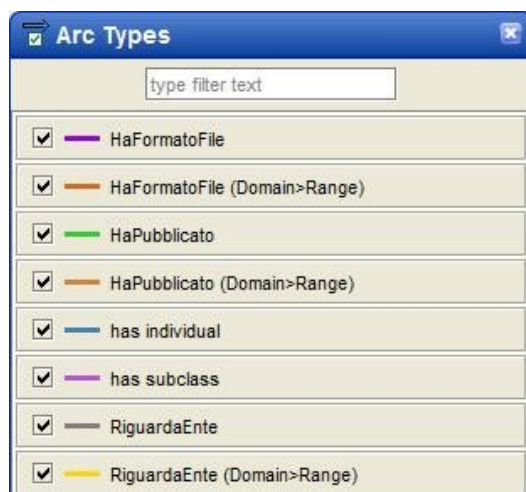 Arc Types
type filter text
HaFormatoFile
HaFormatoFile (Domain>Range)
HaPubblicato
HaPubblicato (Domain>Range)
has individual
has subclass
RiguardaEnte
RiguardaEnte (Domain>Range)